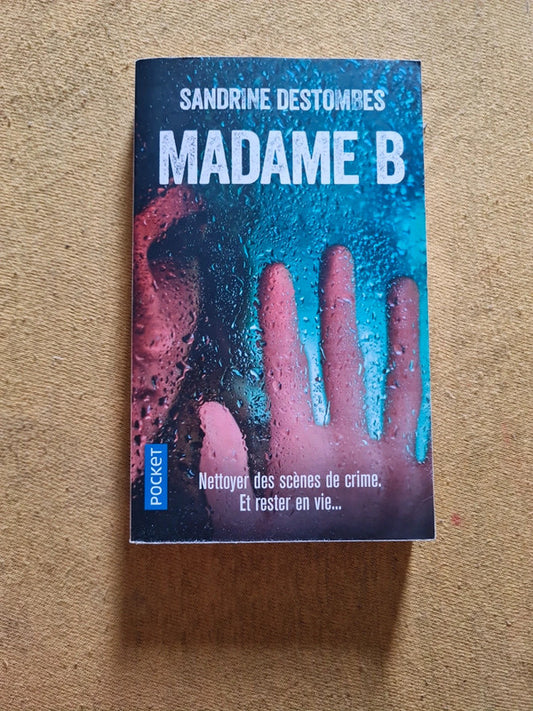 SANDRINE DESTOMBES
MADAME B
Nettoyer des scènes de crime.
Et rester en vie...
POCKET